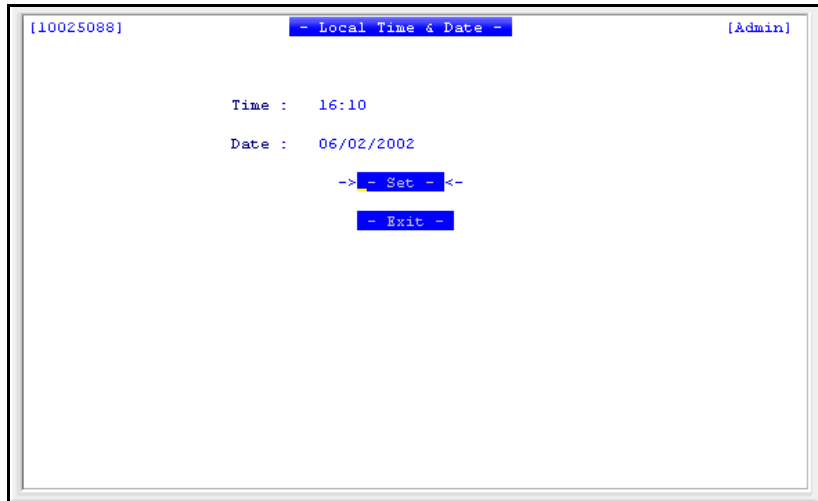 [10025088] - Local Time & Date - [Admin]
Time : 16:10
Date : 06/02/2002
-> - Set - <-
- Exit -